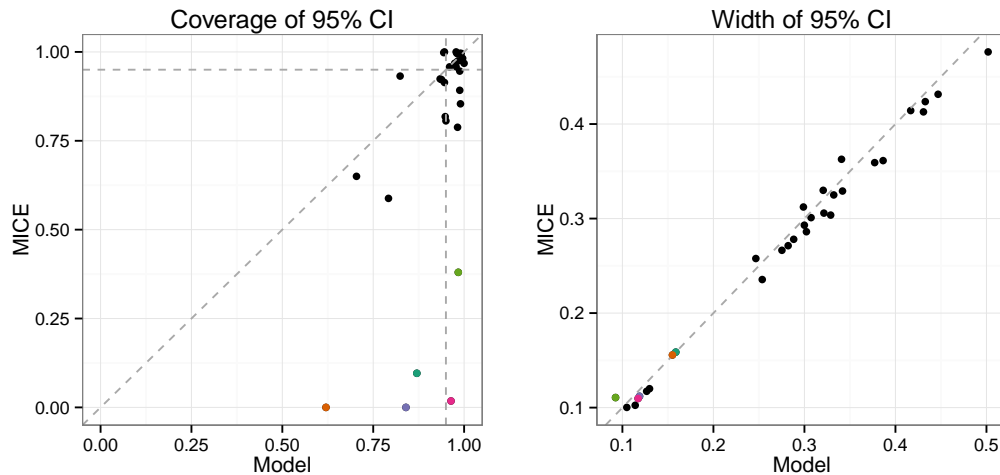 Coverage of 95% CI
1.00
0.75
0.50
0.25
0.00
MICE
0.00 0.25 0.50 0.75 1.00
Model
Width of 95% CI
0.4
0.3
0.2
0.1
MICE
0.1 0.2 0.3 0.4 0.5
Model